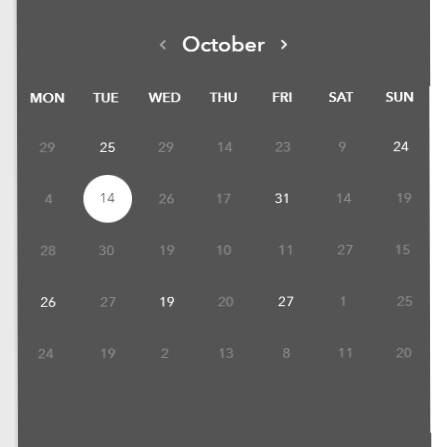 ‹ October ›
MON TUE WED THU FRI SAT SUN
29 25 29 14 23 9 24
4 14 26 17 31 14 19
28 30 19 10 11 27 15
26 27 19 20 27 1 25
24 19 2 13 8 11 20